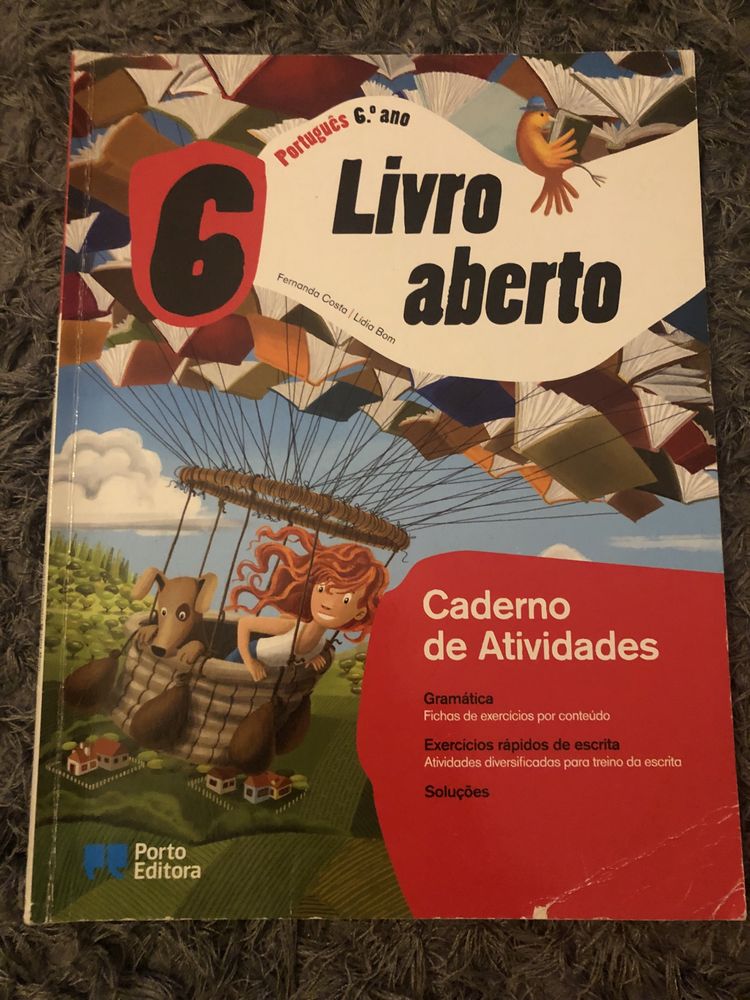 Português 6.º ano
6
Livro
aberto
Fernanda Costa / Lídia Bom
Caderno
de Atividades
Gramática
Fichas de exercícios por conteúdo
Exercícios rápidos de escrita
Atividades diversificadas para treino da escrita
Soluções
Porto
Editora